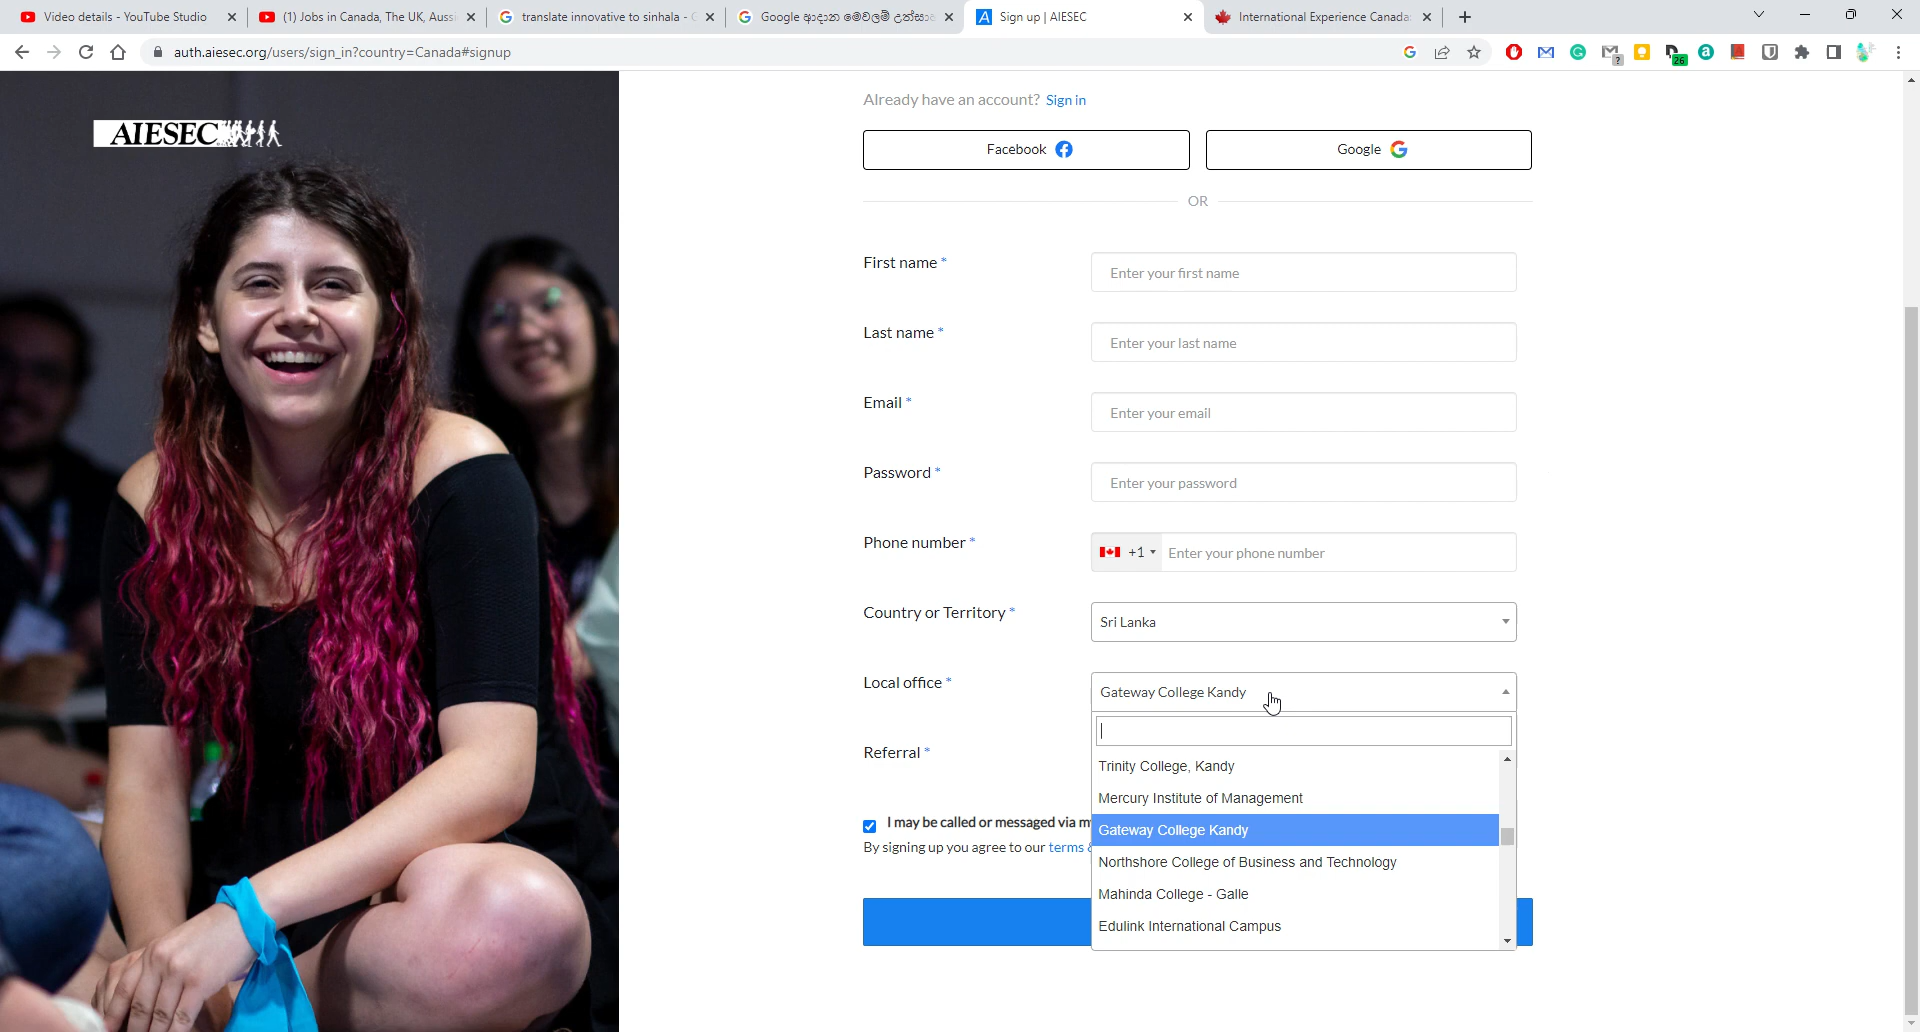 Video details - YouTube Studio
(1) Jobs in Canada, The UK, Aussi
translate innovative to sinhala - G
Google ආදාන මෙවලම් උත්සාහ
Sign up | AIESEC
International Experience Canada:
auth.aiesec.org/users/sign_in?country=Canada#signup
26
AIESEC
Already have an account? Sign in
Facebook
Google
OR
First name *
Enter your first name
Last name *
Enter your last name
Email *
Enter your email
Password *
Enter your password
Phone number *
+1
Enter your phone number
Country or Territory *
Sri Lanka
Local office *
Gateway College Kandy
Referral *
Trinity College, Kandy
Mercury Institute of Management
Gateway College Kandy
Northshore College of Business and Technology
Mahinda College - Galle
Edulink International Campus
I may be called or messaged via m
By signing up you agree to our terms &